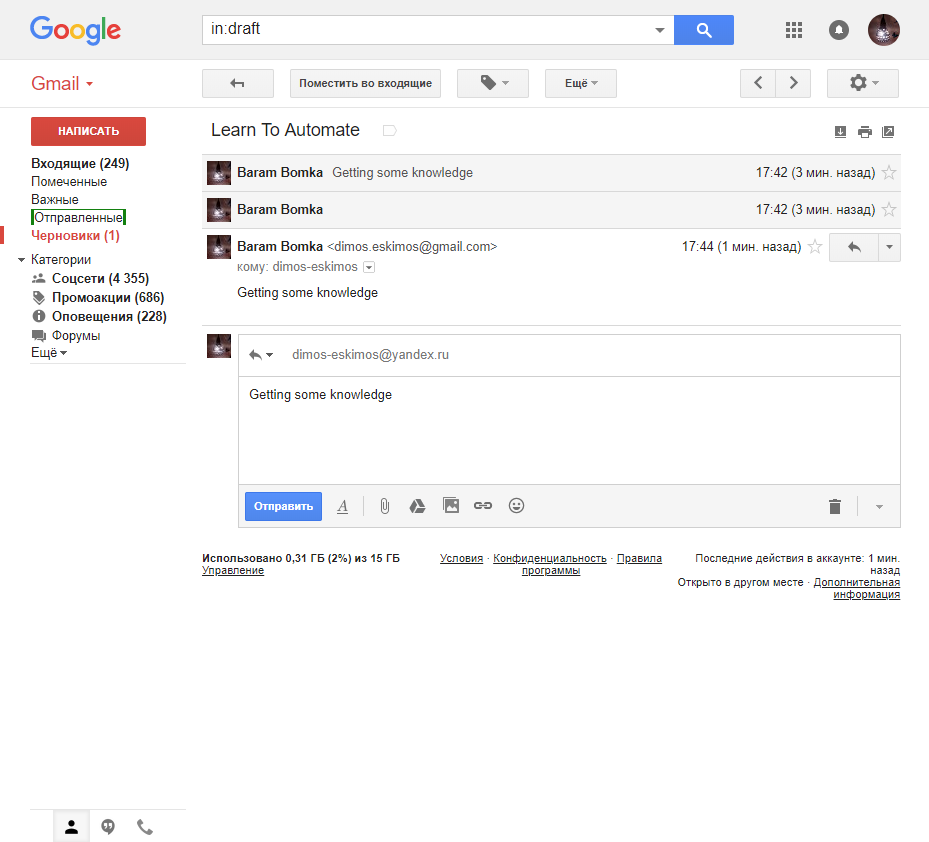 Google
in:draft
Gmail
Поместить во входящие
Ещё
НАПИСАТЬ
Входящие (249)
Помеченные
Важные
Отправленные
Черновики (1)
Категории
Соцсети (4 355)
Промоакции (686)
Оповещения (228)
Форумы
Ещё
Learn To Automate
Baram Bomka Getting some knowledge 17:42 (3 мин. назад)
Baram Bomka 17:42 (3 мин. назад)
Baram Bomka <dimos.eskimos@gmail.com> 17:44 (1 мин. назад)
кому: dimos-eskimos
Getting some knowledge
dimos-eskimos@yandex.ru
Getting some knowledge
Отправить A
Использовано 0,31 ГБ (2%) из 15 ГБ
Управление
Условия · Конфиденциальность · Правила
программы
Последние действия в аккаунте: 1 мин.
назад
Открыто в другом месте · Дополнительная
информация